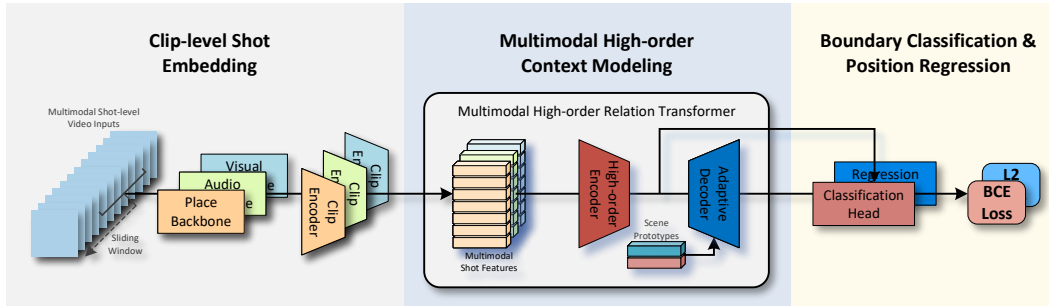 Clip-level Shot
Embedding
Multimodal High-order
Context Modeling
Boundary Classification &
Position Regression
Multimodal Shot-level
Video Inputs
Sliding
Window
Visual
Audio
Place
Backbone
Clip
Clip
Clip
Encoder
Multimodal High-order Relation Transformer
Multimodal
Shot Features
High-order
Encoder
Scene
Prototypes
Adaptive
Decoder
Regression
Classification
Head
L2
BCE
Loss